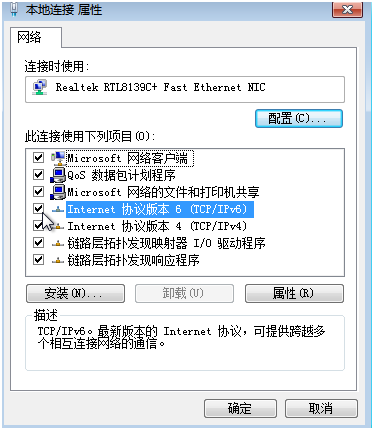 本地连接 属性
网络
连接时使用:
Realtek RTL8139C+ Fast Ethernet NIC
配置(C)...
此连接使用下列项目(O):
Microsoft 网络客户端
QoS 数据包计划程序
Microsoft 网络的文件和打印机共享
Internet 协议版本 6 (TCP/IPv6)
Internet 协议版本 4 (TCP/IPv4)
链路层拓扑发现映射器 I/O 驱动程序
链路层拓扑发现响应程序
安装(N)...
卸载(U)
属性(R)
描述
TCP/IPv6。最新版本的 Internet 协议,可提供跨越多
个相互连接网络的通信。
确定
取消